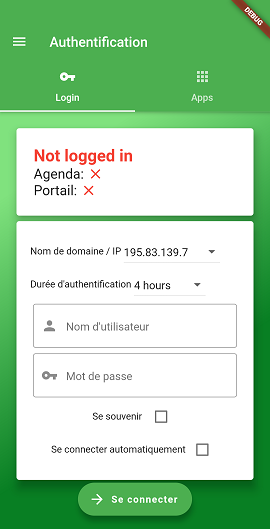 DEBUG
Authentification
Login
Apps
Not logged in
Agenda:
Portail:
Nom de domaine / IP 195.83.139.7
Durée d'authentification 4 hours
Nom d'utilisateur
Mot de passe
Se souvenir
Se connecter automatiquement
Se connecter